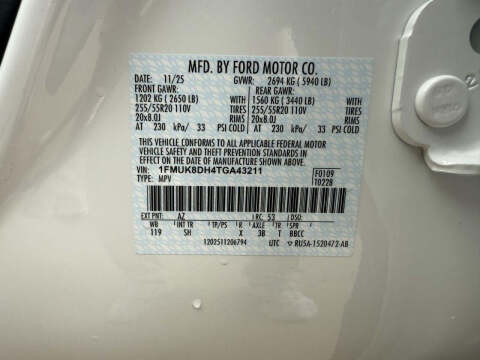 MFD. BY FORD MOTOR CO.
DATE: 11/25 GVWR: 2694 KG ( 5940 LB)
FRONT GAWR: REAR GAWR:
1202 KG ( 2650 LB) WITH 1560 KG ( 3440 LB) WITH
255/55R20 110V TIRES 255/55R20 110V TIRES
20x8.0J RIMS 20x8.0J RIMS
AT 230 kPa/ 33 PSI COLD AT 230 kPa/ 33 PSI COLD
THIS VEHICLE CONFORMS TO ALL APPLICABLE FEDERAL MOTOR
VEHICLE SAFETY AND THEFT PREVENTION STANDARDS IN EFFECT ON THE
DATE OF MANUFACTURE SHOWN ABOVE.
VIN: 1FMUK8DH4TGA43211 F0109
TYPE: MPV 10228
EXT PNT: AZ RC: 53 DSO:
WB INT TR TP/PS R AXLE TR SPR
119 SH X 3B T BBCC
1202511206794 UTC RU5A-1520472-AB